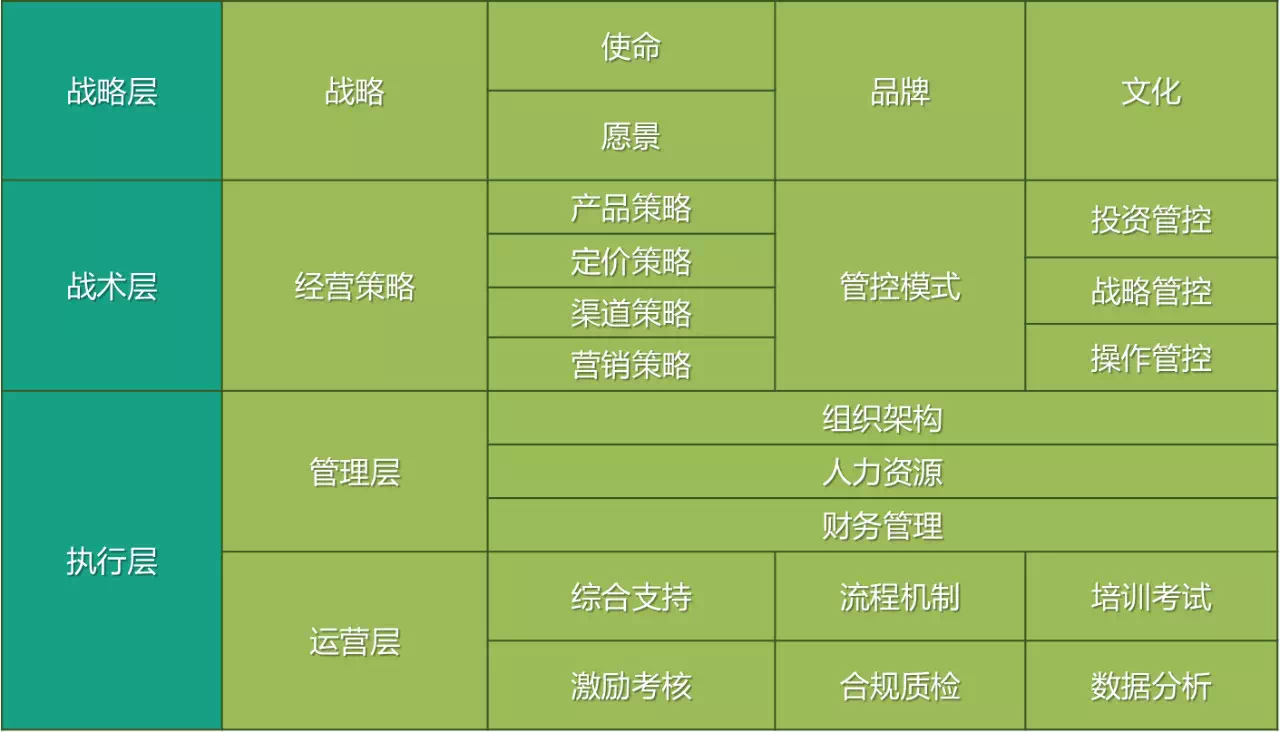 战略层
战略
使命
愿景
品牌
文化
战术层
经营策略
产品策略
定价策略
渠道策略
营销策略
管控模式
投资管控
战略管控
操作管控
执行层
管理层
组织架构
人力资源
财务管理
运营层
综合支持
流程机制
培训考试
激励考核
合规质检
数据分析